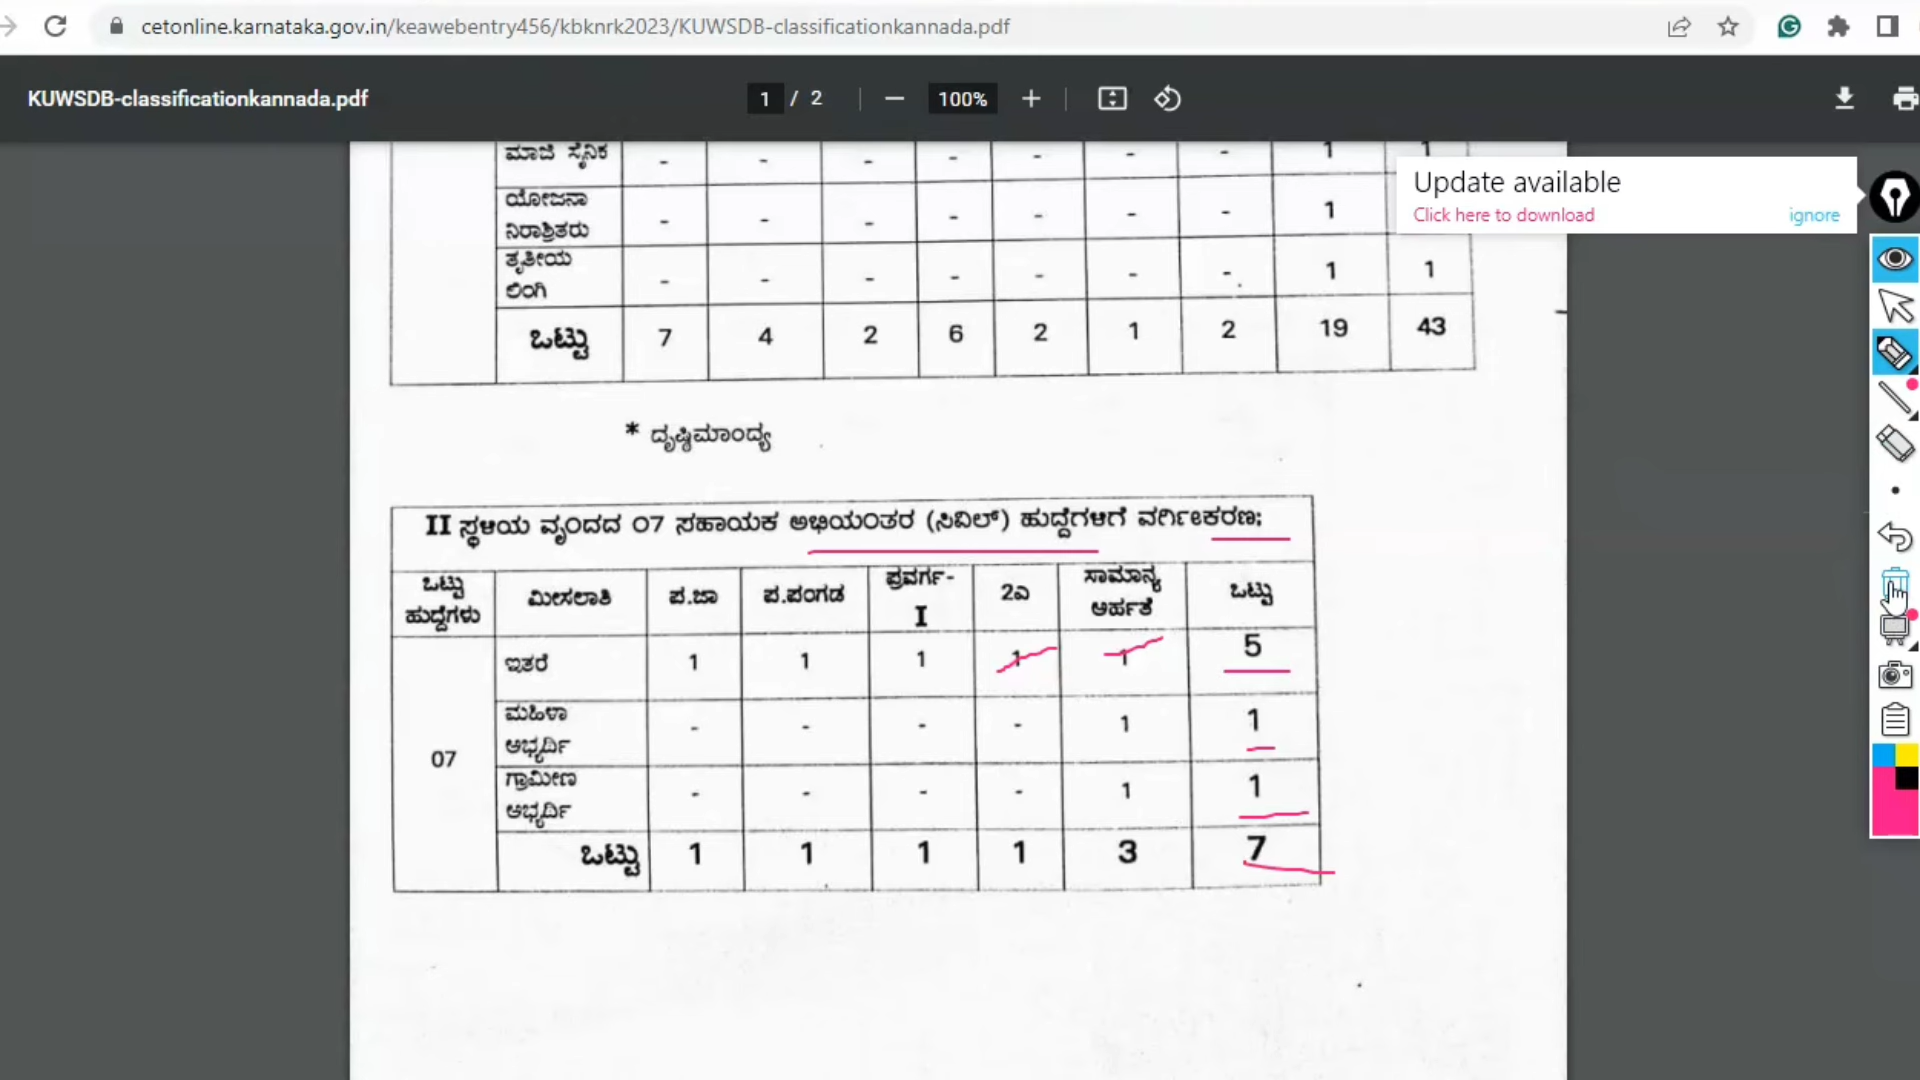 cetonline.karnataka.gov.in/keawebentry456/kbknrk2023/KUWSDB-classificationkannada.pdf
KUWSDB-classificationkannada.pdf
1 / 2
100%
Update available
Click here to download
ignore
ಮಾಜಿ ಸೈನಿಕ - - - - - - - 1 1
ಯೋಜನಾ ನಿರಾಶ್ರಿತರು - - - - - - - 1
ತೃತೀಯ ಲಿಂಗಿ - - - - - - - 1 1
ಒಟ್ಟು 7 4 2 6 2 1 2 19 43
* ದೃಷ್ಠಿಮಾಂದ್ಯ
II ಸ್ಥಳಿಯ ವೃಂದದ 07 ಸಹಾಯಕ ಅಭಿಯಂತರ (ಸಿವಿಲ್) ಹುದ್ದೆಗಳಿಗೆ ವರ್ಗೀಕರಣ:
ಒಟ್ಟು ಹುದ್ದೆಗಳು ಮೀಸಲಾತಿ ಪ.ಜಾ ಪ.ಪಂಗಡ ಪ್ರವರ್ಗ-I 2ಎ ಸಾಮಾನ್ಯ ಅರ್ಹತೆ ಒಟ್ಟು
07
ಇತರೆ 1 1 1 1 1 5
ಮಹಿಳಾ ಅಭ್ಯರ್ಥಿ - - - - 1 1
ಗ್ರಾಮೀಣ ಅಭ್ಯರ್ಥಿ - - - - 1 1
ಒಟ್ಟು 1 1 1 1 3 7